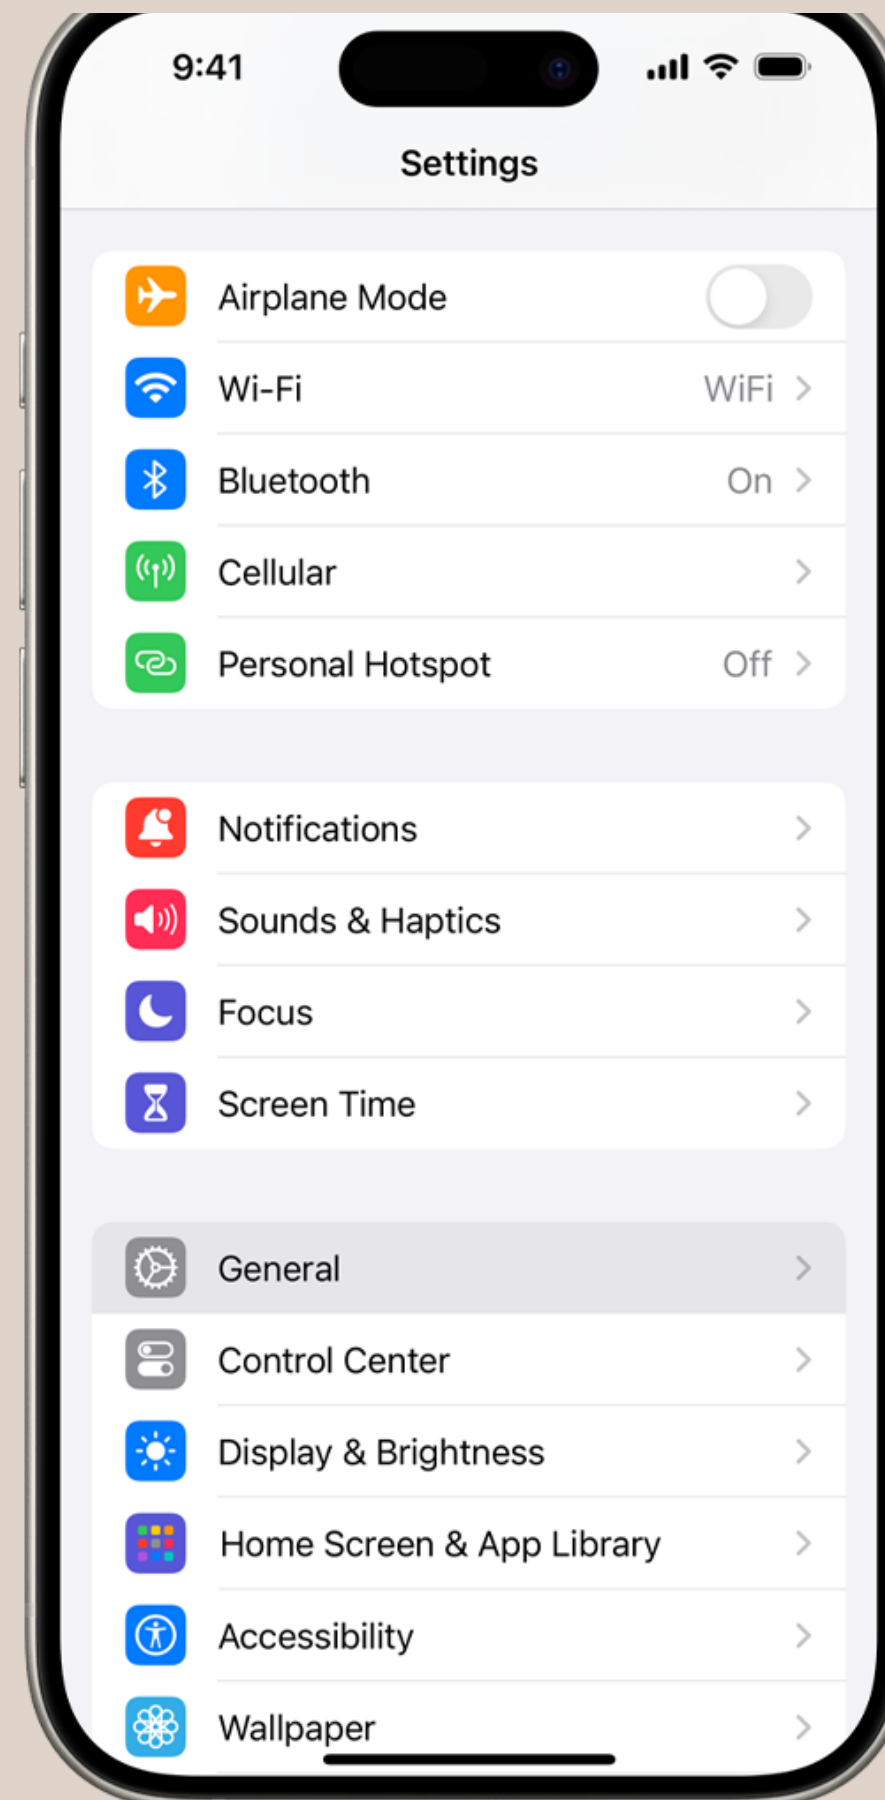 9:41
Settings
Airplane Mode
Wi-Fi WiFi
Bluetooth On
Cellular
Personal Hotspot Off
Notifications
Sounds & Haptics
Focus
Screen Time
General
Control Center
Display & Brightness
Home Screen & App Library
Accessibility
Wallpaper